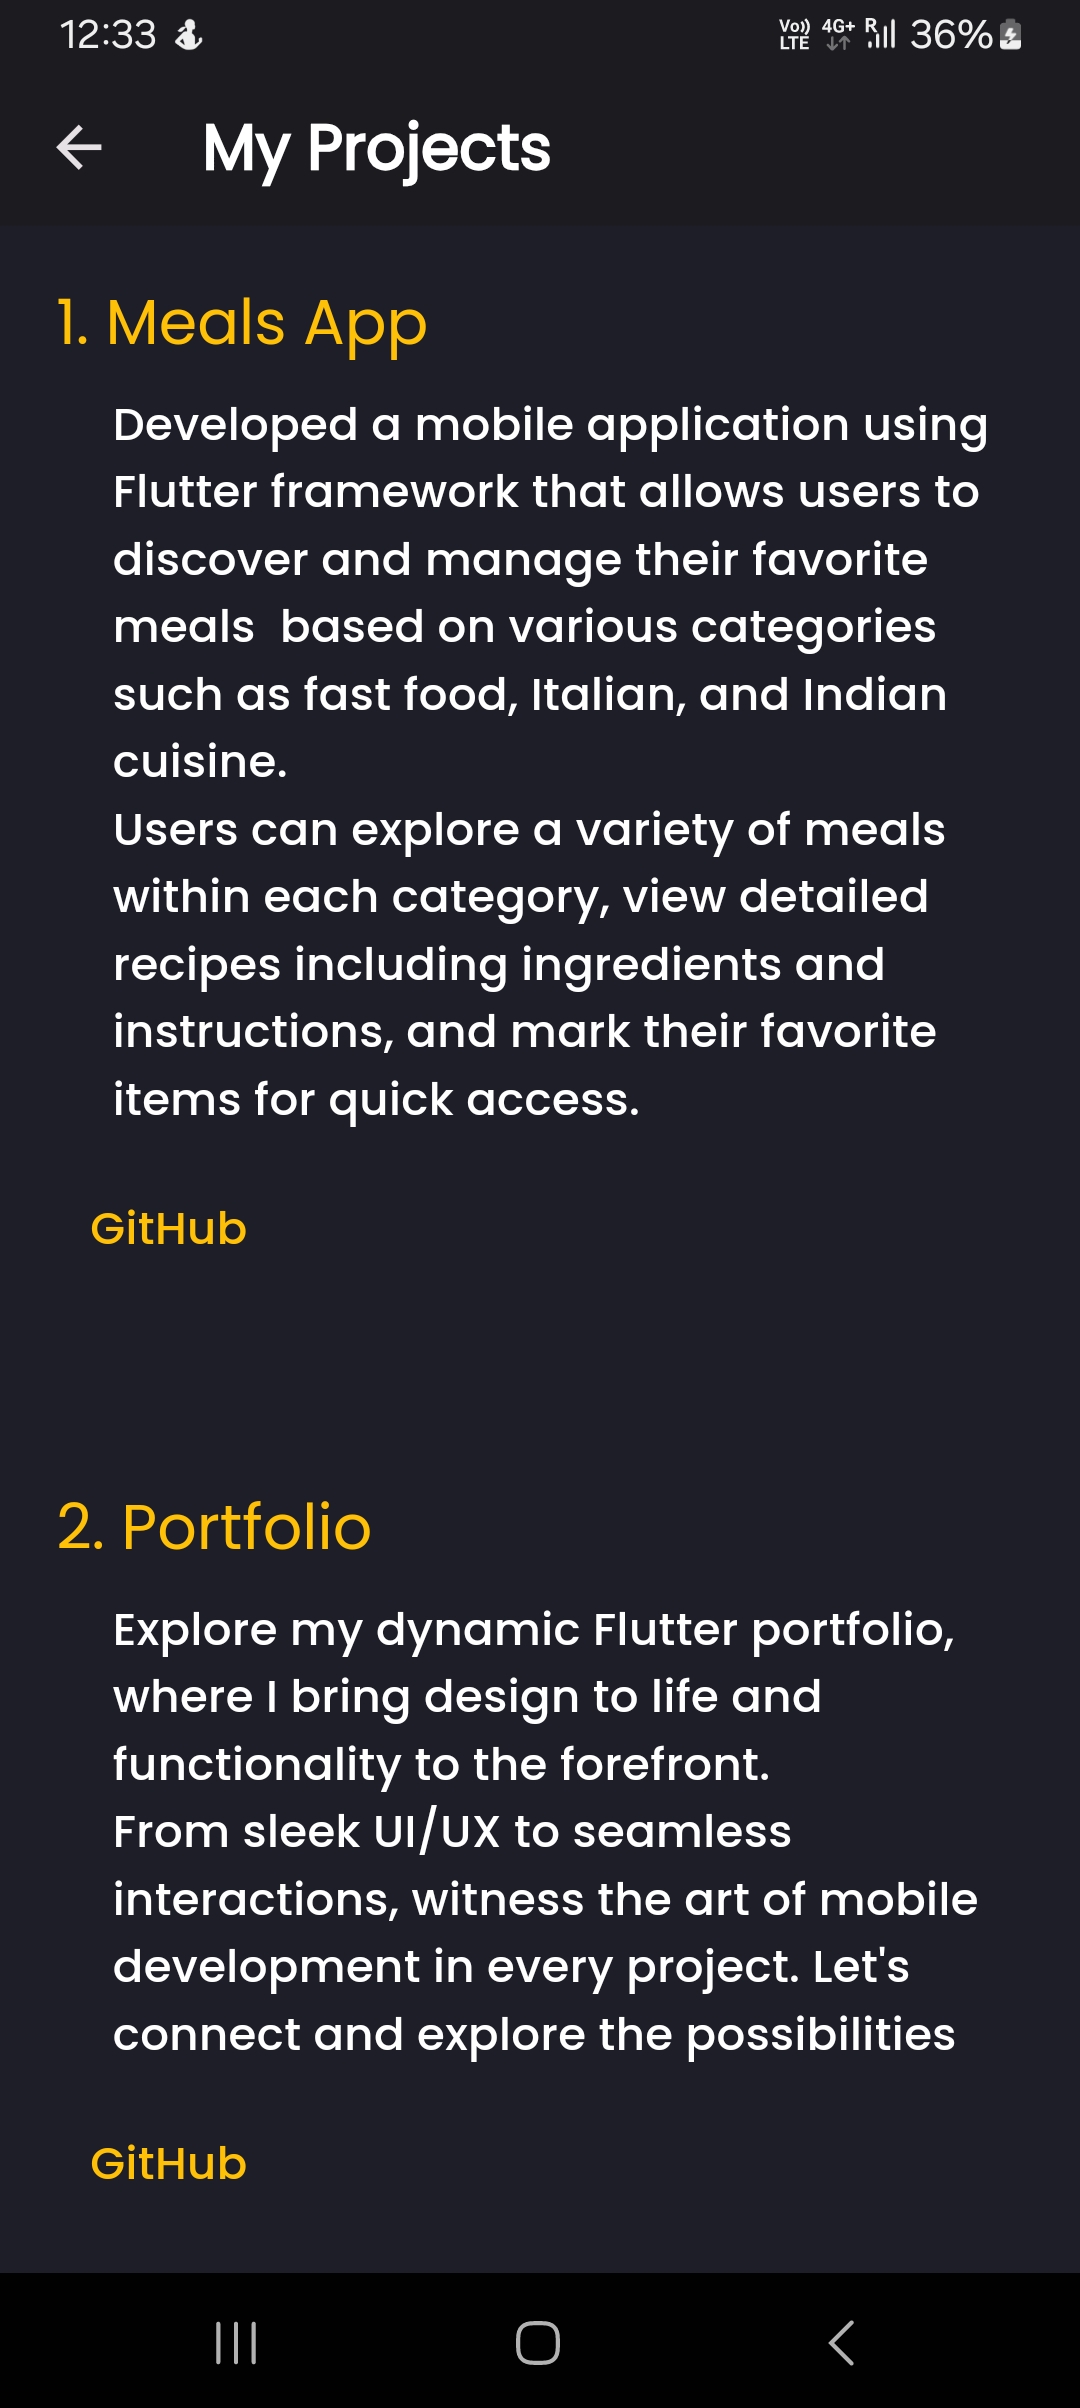 12:33
Vo)) LTE 4G+ R 36%
My Projects
1. Meals App
Developed a mobile application using
Flutter framework that allows users to
discover and manage their favorite
meals  based on various categories
such as fast food, Italian, and Indian
cuisine.
Users can explore a variety of meals
within each category, view detailed
recipes including ingredients and
instructions, and mark their favorite
items for quick access.
GitHub
2. Portfolio
Explore my dynamic Flutter portfolio,
where I bring design to life and
functionality to the forefront.
From sleek UI/UX to seamless
interactions, witness the art of mobile
development in every project. Let's
connect and explore the possibilities
GitHub